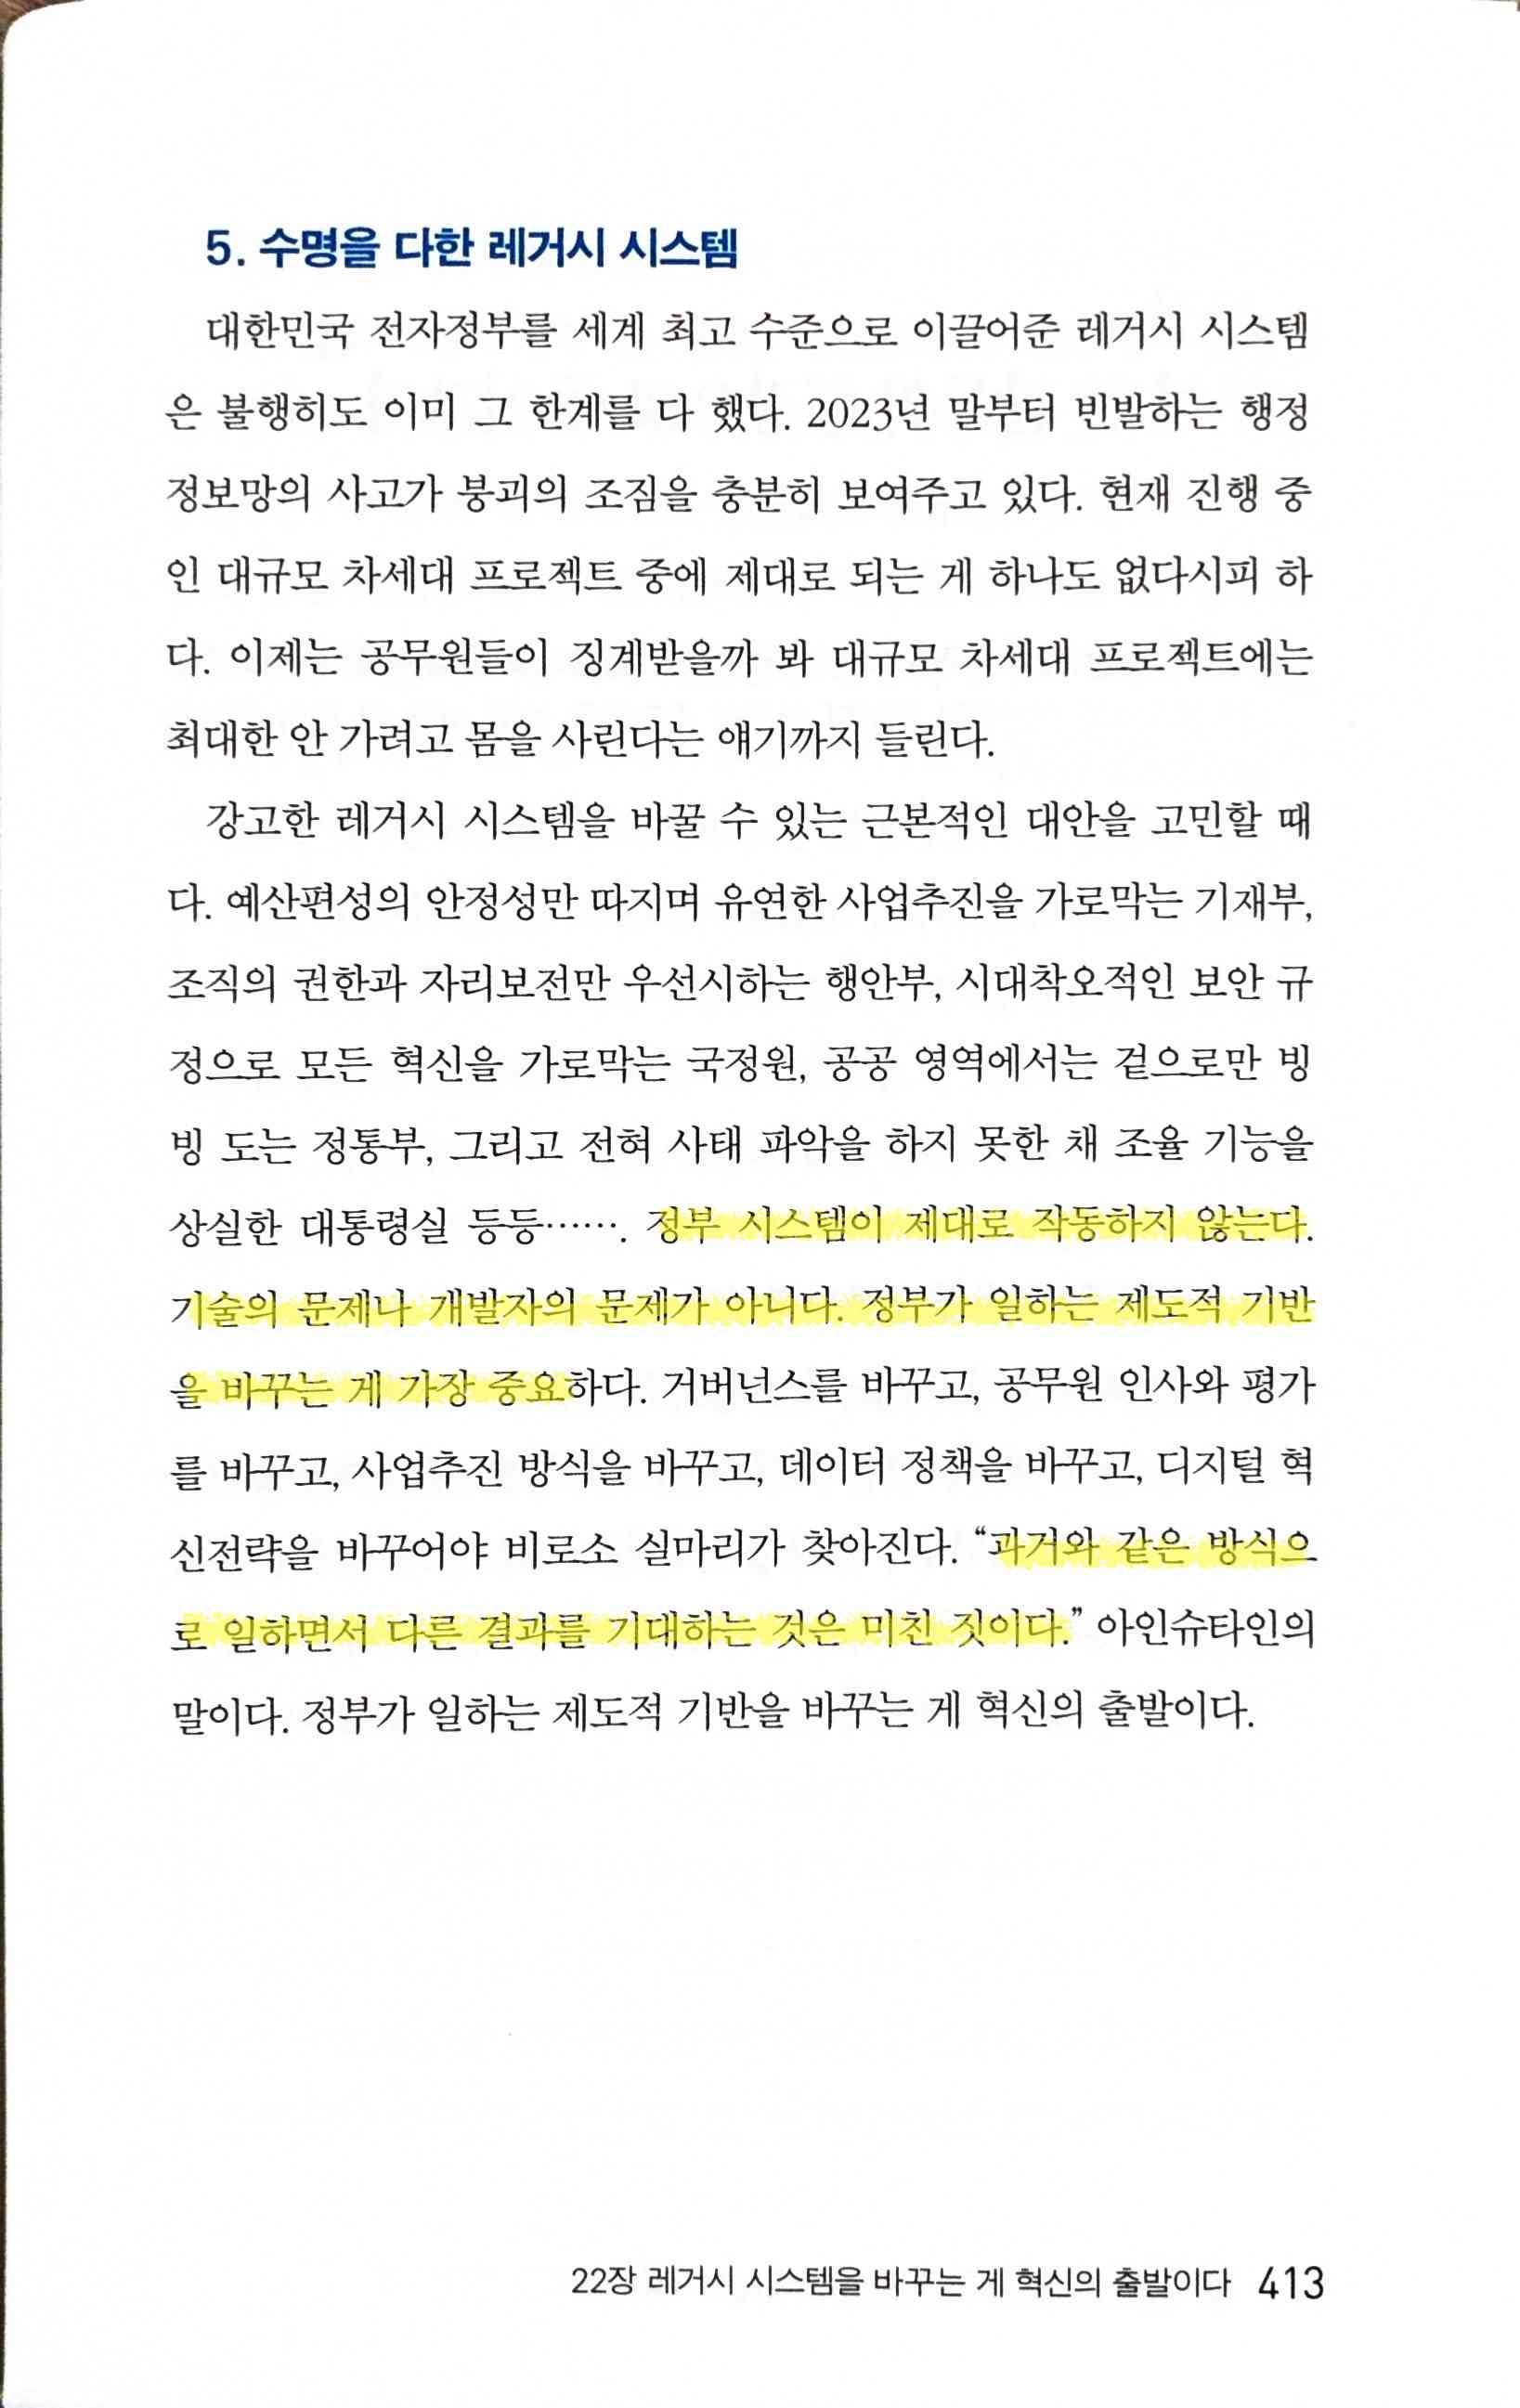 5. 수명을 다한 레거시 시스템
대한민국 전자정부를 세계 최고 수준으로 이끌어준 레거시 시스템
은 불행히도 이미 그 한계를 다 했다. 2023년 말부터 빈발하는 행정
정보망의 사고가 붕괴의 조짐을 충분히 보여주고 있다. 현재 진행 중
인 대규모 차세대 프로젝트 중에 제대로 되는 게 하나도 없다시피 하
다. 이제는 공무원들이 징계받을까 봐 대규모 차세대 프로젝트에는
최대한 안 가려고 몸을 사린다는 얘기까지 들린다.
강고한 레거시 시스템을 바꿀 수 있는 근본적인 대안을 고민할 때
다. 예산편성의 안정성만 따지며 유연한 사업추진을 가로막는 기재부,
조직의 권한과 자리보전만 우선시하는 행안부, 시대착오적인 보안 규
정으로 모든 혁신을 가로막는 국정원, 공공 영역에서는 겉으로만 빙
빙 도는 정통부, 그리고 전혀 사태 파악을 하지 못한 채 조율 기능을
상실한 대통령실 등등……. 정부 시스템이 제대로 작동하지 않는다.
기술의 문제나 개발자의 문제가 아니다. 정부가 일하는 제도적 기반
을 바꾸는 게 가장 중요하다. 거버넌스를 바꾸고, 공무원 인사와 평가
를 바꾸고, 사업추진 방식을 바꾸고, 데이터 정책을 바꾸고, 디지털 혁
신전략을 바꾸어야 비로소 실마리가 찾아진다. “과거와 같은 방식으
로 일하면서 다른 결과를 기대하는 것은 미친 짓이다.” 아인슈타인의
말이다. 정부가 일하는 제도적 기반을 바꾸는 게 혁신의 출발이다.
22장 레거시 시스템을 바꾸는 게 혁신의 출발이다 413